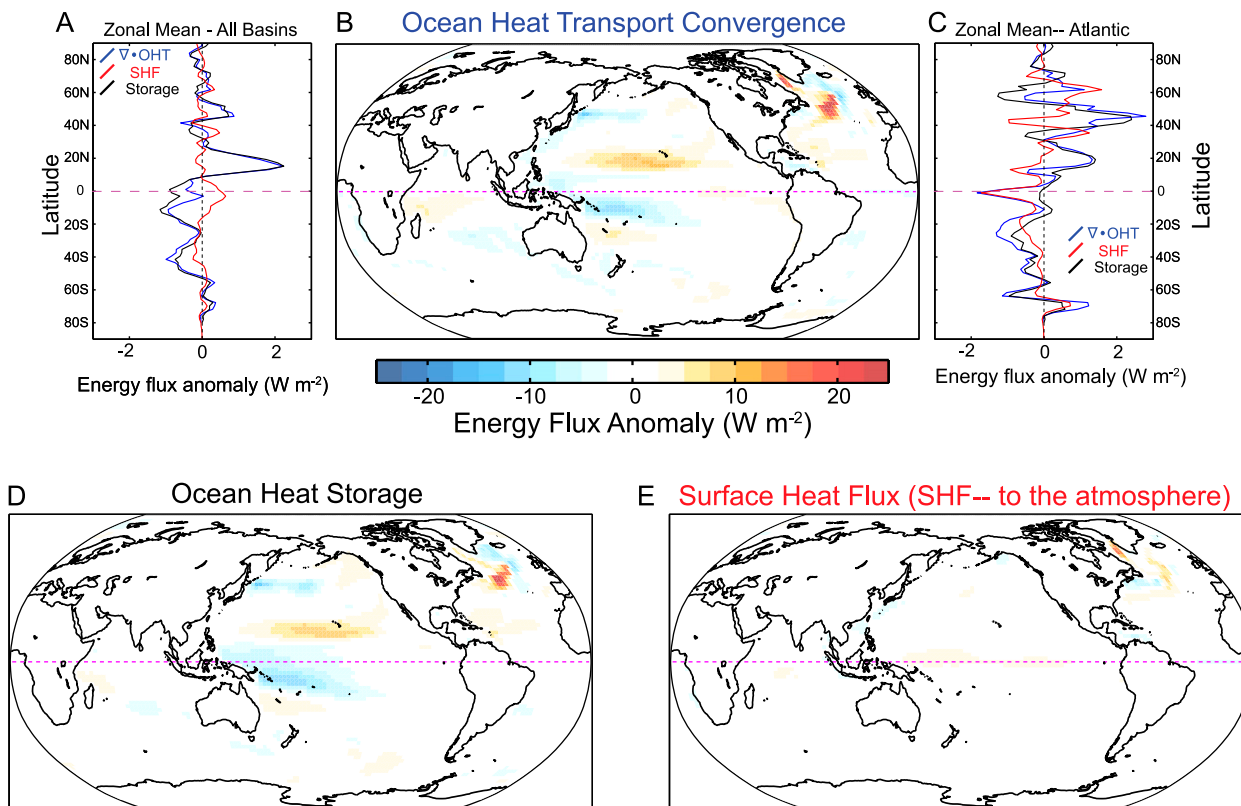 A
Zonal Mean - All Basins
∇•OHT
SHF
Storage
80N
60N
40N
20N
0
20S
40S
60S
80S
Latitude
-2
0
2
Energy flux anomaly (W m-2)
B
Ocean Heat Transport Convergence
-20
-10
0
10
20
Energy Flux Anomaly (W m-2)
C
Zonal Mean-- Atlantic
80N
60N
40N
20N
0
20S
40S
60S
80S
Latitude
∇•OHT
SHF
Storage
-2
0
2
Energy flux anomaly (W m-2)
D
Ocean Heat Storage
E
Surface Heat Flux (SHF-- to the atmosphere)